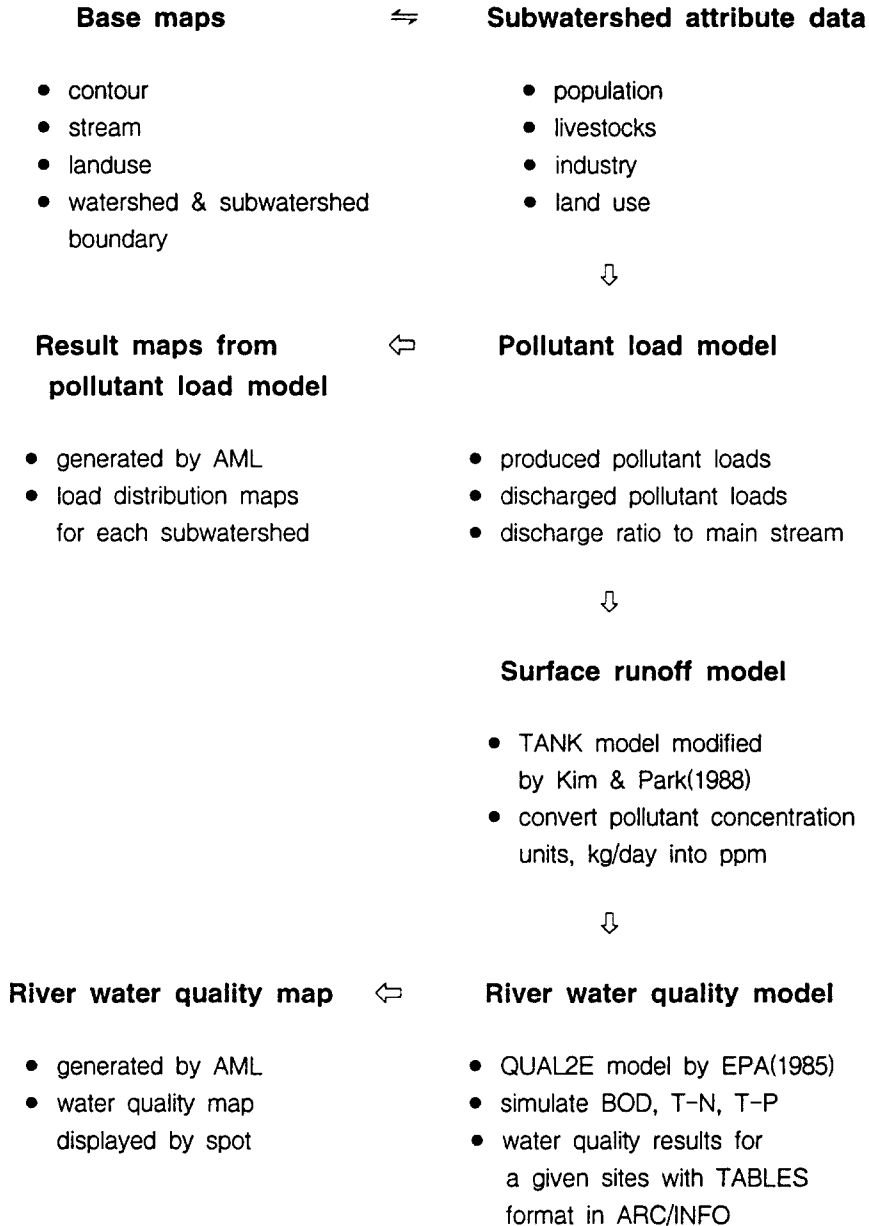 Base maps ⇋ Subwatershed attribute data
• contour
• stream
• landuse
• watershed & subwatershed
boundary
• population
• livestocks
• industry
• land use
⇩
Result maps from
pollutant load model
⇦ Pollutant load model
• generated by AML
• load distribution maps
for each subwatershed
• produced pollutant loads
• discharged pollutant loads
• discharge ratio to main stream
⇩
Surface runoff model
• TANK model modified
by Kim & Park(1988)
• convert pollutant concentration
units, kg/day into ppm
⇩
River water quality map ⇦ River water quality model
• generated by AML
• water quality map
displayed by spot
• QUAL2E model by EPA(1985)
• simulate BOD, T-N, T-P
• water quality results for
a given sites with TABLES
format in ARC/INFO